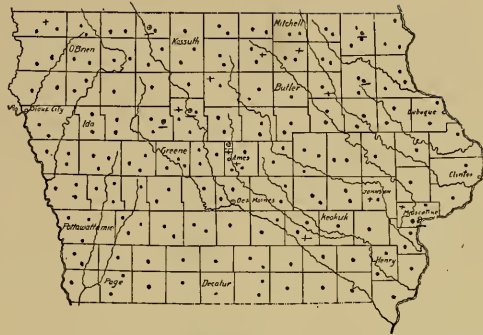 Mitchell
O'Brien
Kossuth
Butler
Sioux City
Dubuque
Ida
Greene
Ames
Clinton
Johnson
Des Moines
Muscatine
Keokuk
Pottawattamie
Henry
Page
Decatur